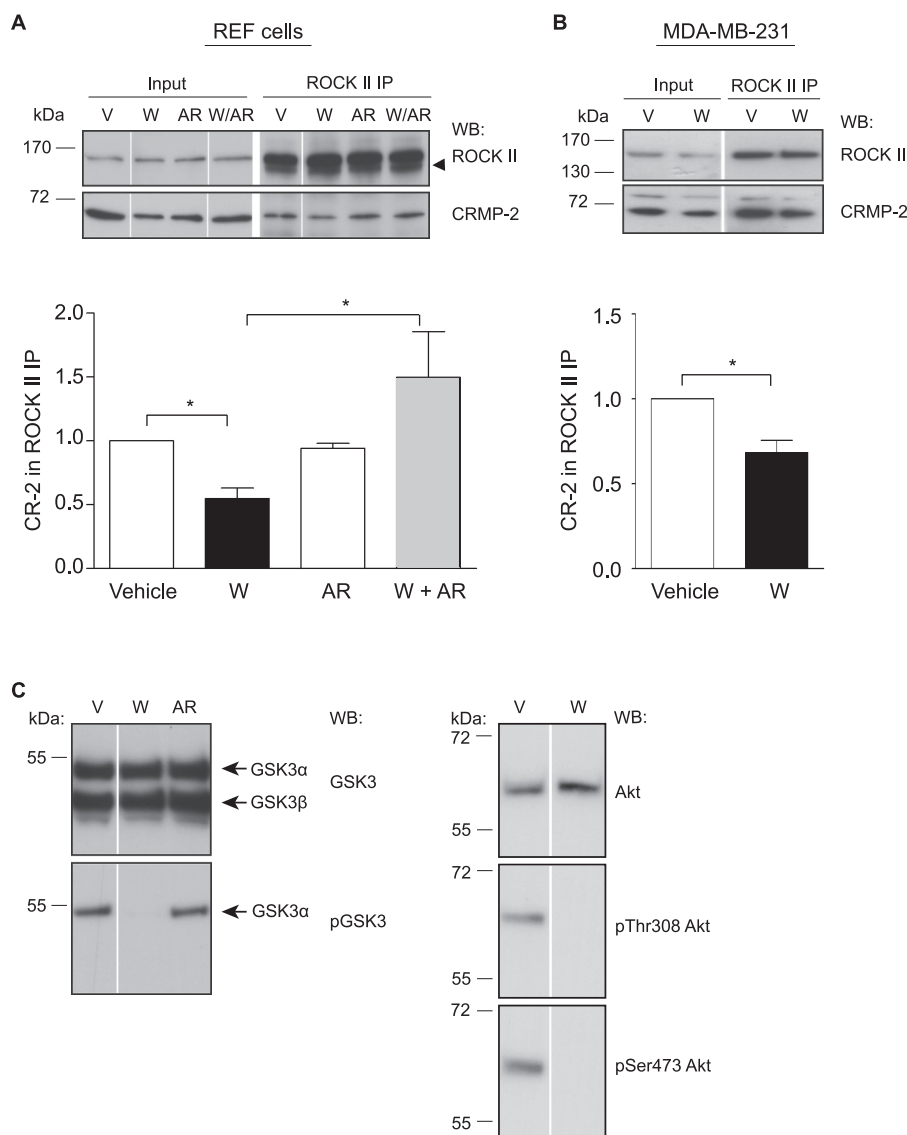 A
REF cells
Input
ROCK II IP
kDa
V W AR W/AR V W AR W/AR
WB:
170
ROCK II
72
CRMP-2
CR-2 in ROCK II IP
2.0
1.5
1.0
0.5
0.0
*
*
Vehicle W AR W + AR
B
MDA-MB-231
Input
ROCK II IP
kDa
V W V W
WB:
170
ROCK II
130
72
CRMP-2
CR-2 in ROCK II IP
1.5
1.0
0.5
0.0
*
Vehicle W
C
kDa:
V W AR
WB:
55
GSK3α
GSK3β
GSK3
55
GSK3α
pGSK3
kDa:
V W
WB:
72
Akt
55
72
pThr308 Akt
55
72
pSer473 Akt
55